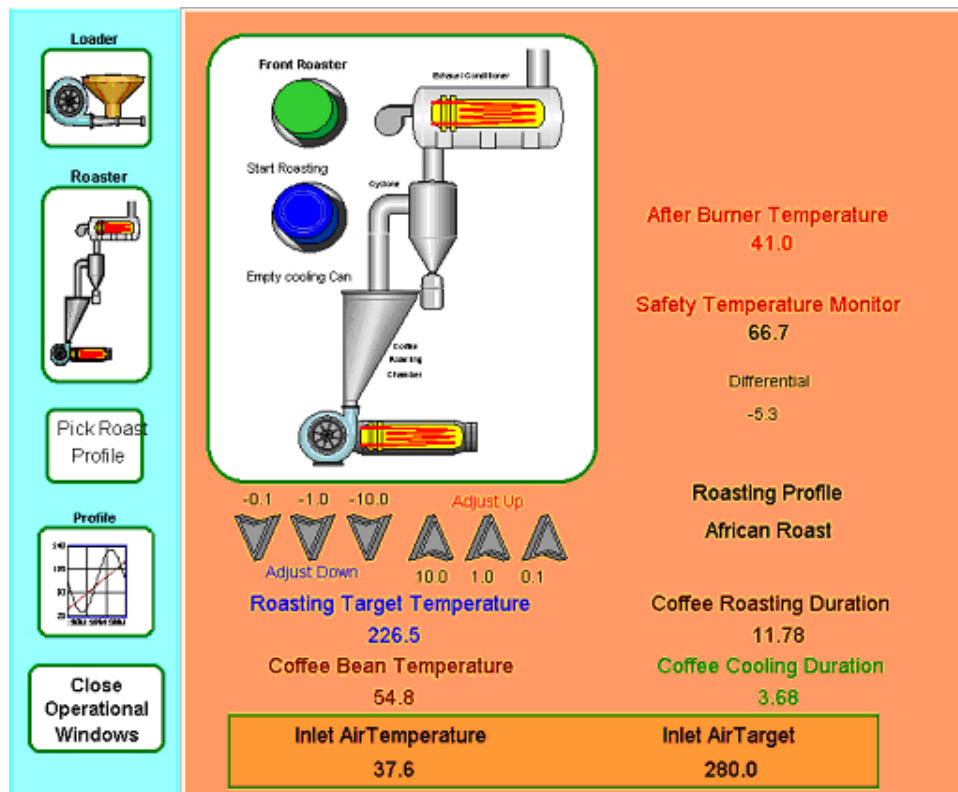 Loader
Roaster
Pick Roast
Profile
Profile
Close
Operational
Windows
Front Roaster
Exhaust Conditioner
Start Roasting
Cyclone
Empty cooling Can
Coffee
Roasting
Chamber
After Burner Temperature
41.0
Safety Temperature Monitor
66.7
Differential
-5.3
Roasting Profile
African Roast
-0.1 -1.0 -10.0 Adjust Up
Adjust Down 10.0 1.0 0.1
Roasting Target Temperature
226.5
Coffee Roasting Duration
11.78
Coffee Bean Temperature
54.8
Coffee Cooling Duration
3.68
Inlet AirTemperature
37.6
Inlet AirTarget
280.0